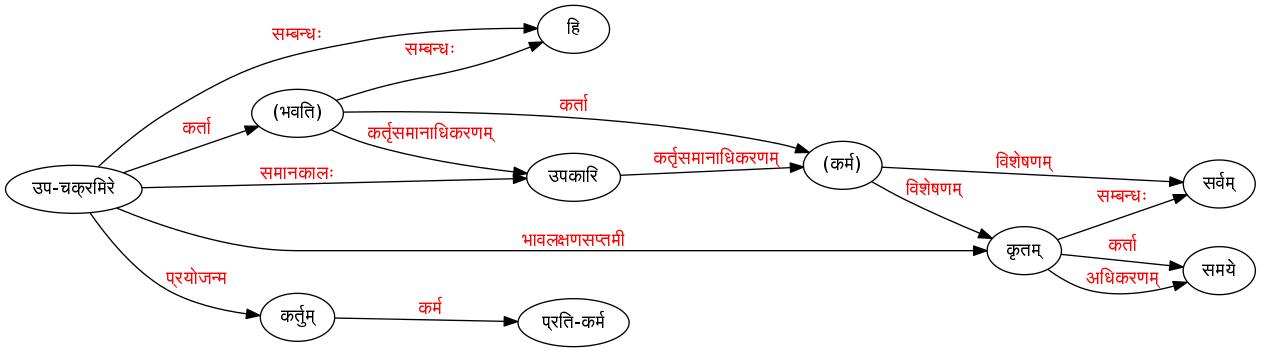 हि
सम्बन्धः
सम्बन्धः
(भवति)
कर्ता
कर्ता
कर्तृसमानाधिकरणम्
कर्तृसमानाधिकरणम्
(कर्म)
विशेषणम्
उप-चक्रमिरे
समानकालः
उपकारि
विशेषणम्
सर्वम्
सम्बन्धः
भावलक्षणसप्तमी
कृतम्
कर्ता
अधिकरणम्
समये
प्रयोजन्म
कर्तुम्
कर्म
प्रति-कर्म